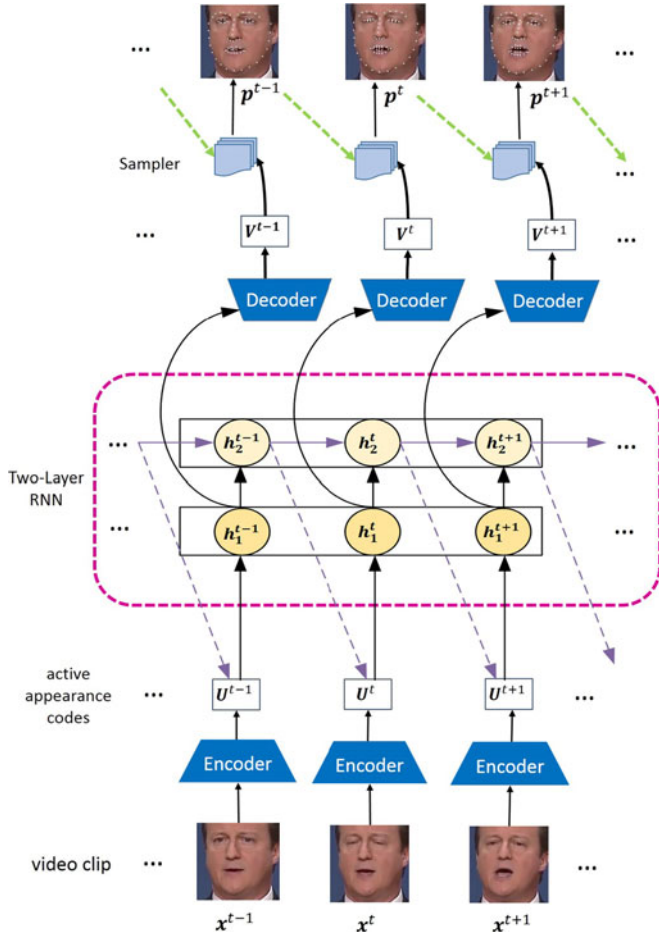 ... ...
p^{t-1} p^t p^{t+1}
Sampler ...
... V^{t-1} V^t V^{t+1} ...
Decoder Decoder Decoder
... h_2^{t-1} h_2^t h_2^{t+1} ...
Two-Layer
RNN
... h_1^{t-1} h_1^t h_1^{t+1} ...
active
appearance
codes
... U^{t-1} U^t U^{t+1} ...
Encoder Encoder Encoder
video clip ... ...
x^{t-1} x^t x^{t+1}